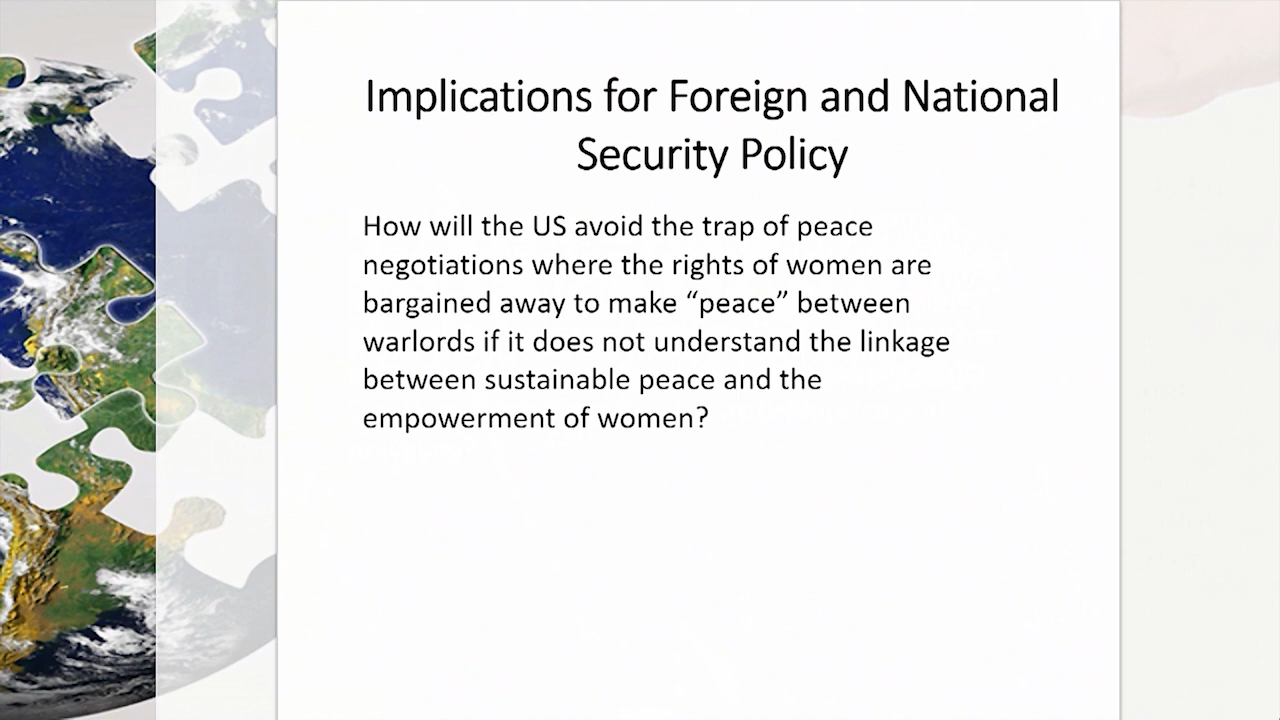 Implications for Foreign and National
Security Policy
How will the US avoid the trap of peace
negotiations where the rights of women are
bargained away to make “peace” between
warlords if it does not understand the linkage
between sustainable peace and the
empowerment of women?